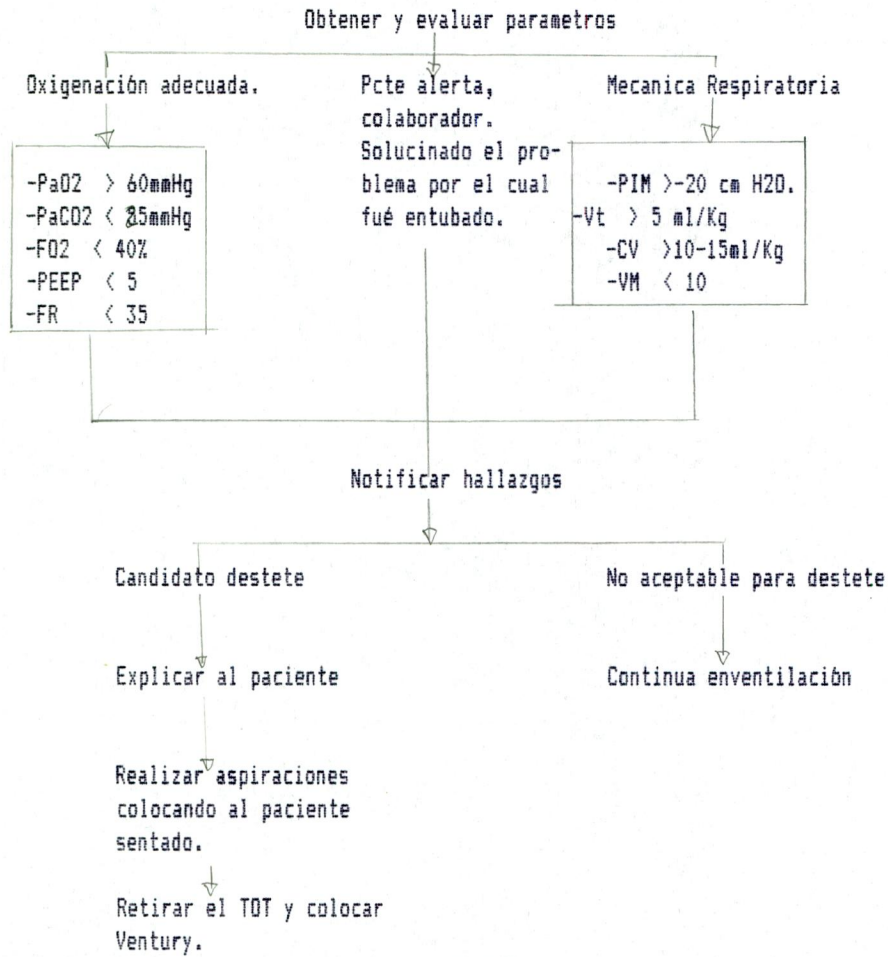 Obtener y evaluar parametros
Oxigenación adecuada.
-PaO2 > 60mmHg
-PaCO2 < 35mmHg
-FO2 < 40%
-PEEP < 5
-FR < 35
Pcte alerta,
colaborador.
Solucinado el pro-
blema por el cual
fué entubado.
Mecanica Respiratoria
-PIM >-20 cm H2O.
-Vt > 5 ml/Kg
-CV >10-15ml/Kg
-VM < 10
Notificar hallazgos
Candidato destete
Explicar al paciente
Realizar aspiraciones
colocando al paciente
sentado.
Retirar el TOT y colocar
Ventury.
No aceptable para destete
Continua enventilación